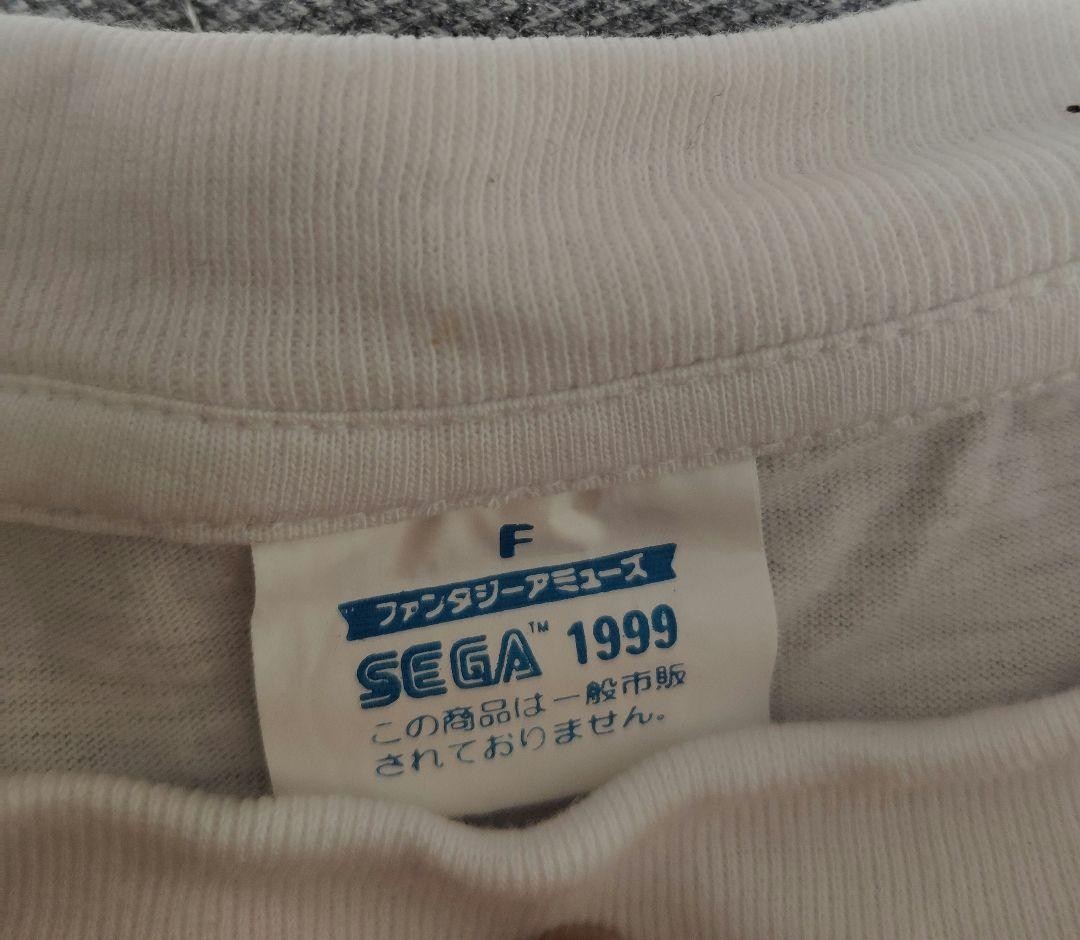 F
ファンタジーアミューズ
SEGA™ 1999
この商品は一般市販
されておりません。